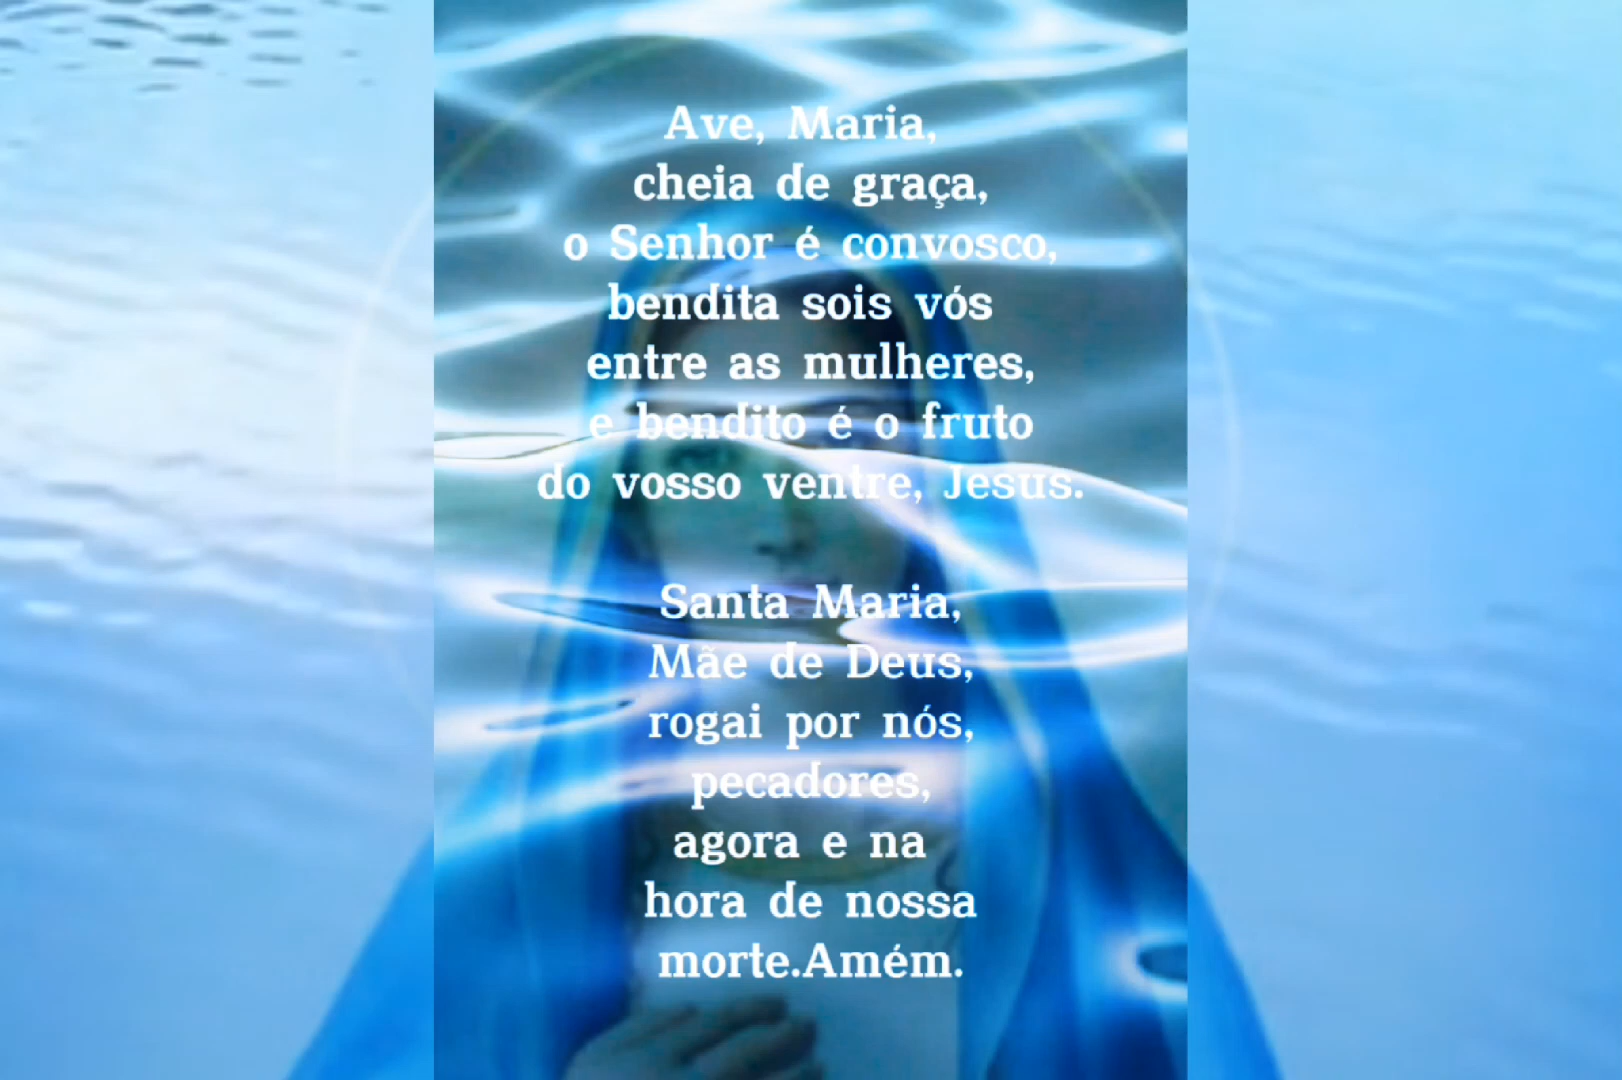 Ave, Maria,
cheia de graça,
o Senhor é convosco,
bendita sois vós
entre as mulheres,
e bendito é o fruto
do vosso ventre, Jesus.
Santa Maria,
Mãe de Deus,
rogai por nós,
pecadores,
agora e na
hora de nossa
morte.Amém.